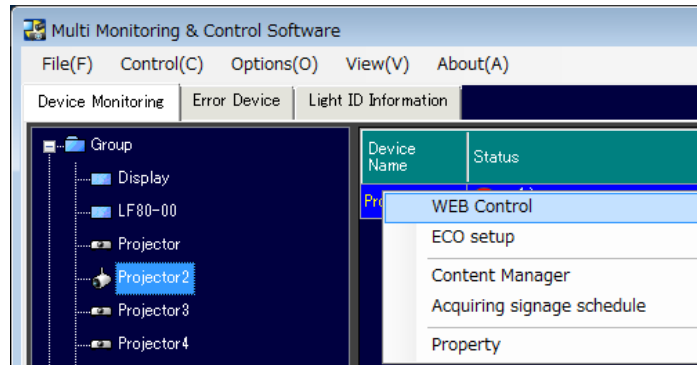 Multi Monitoring & Control Software
File(F) Control(C) Options(O) View(V) About(A)
Device Monitoring Error Device Light ID Information
Group
Display
LF80-00
Projector
Projector2
Projector3
Projector4
Device
Name
Status
WEB Control
ECO setup
Content Manager
Acquiring signage schedule
Property